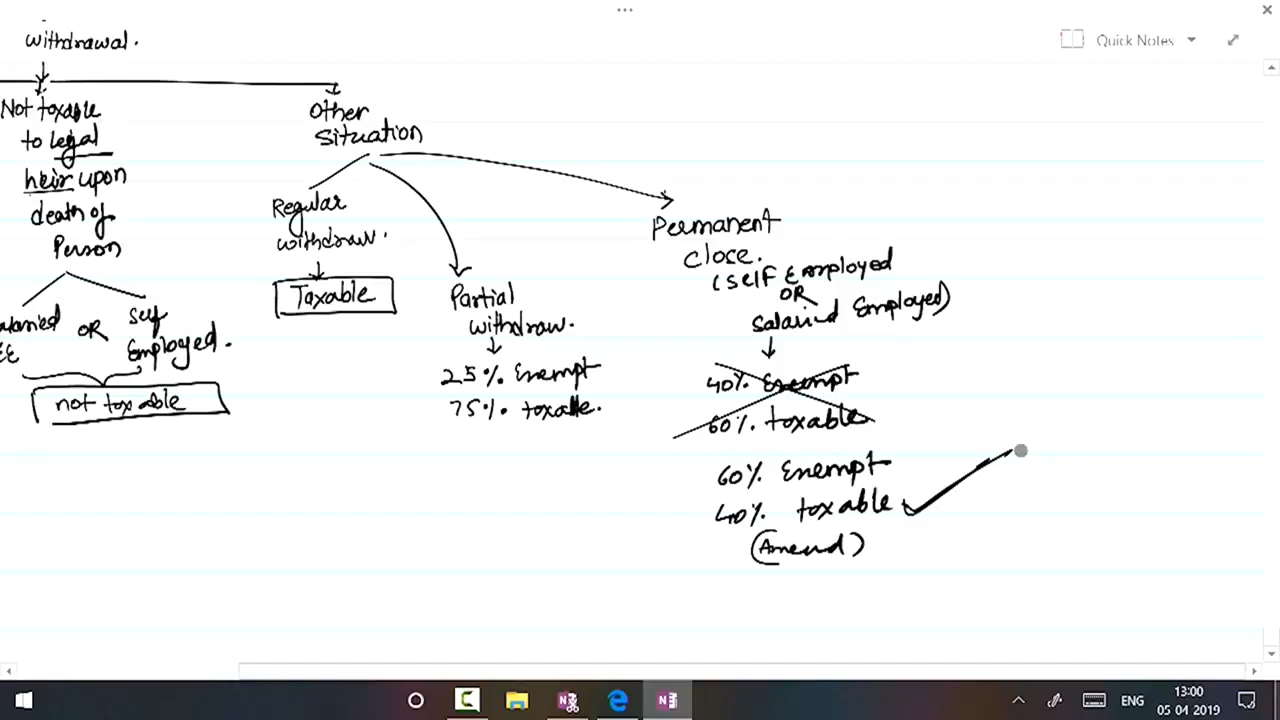 Quick Notes
withdrawal.
Not taxable
to legal
heir upon
death of
Person
OR
Self
Employed.
not taxable
Other
Situation
Regular
withdraw.
Taxable
Partial
withdraw.
25% Exempt
75% taxable.
Permanent
close.
(Self Employed
OR
Salaried Employed)
40% Exempt
60% taxable
60% Exempt
40% taxable
(Amend)
ENG
13:00
05-04-2019